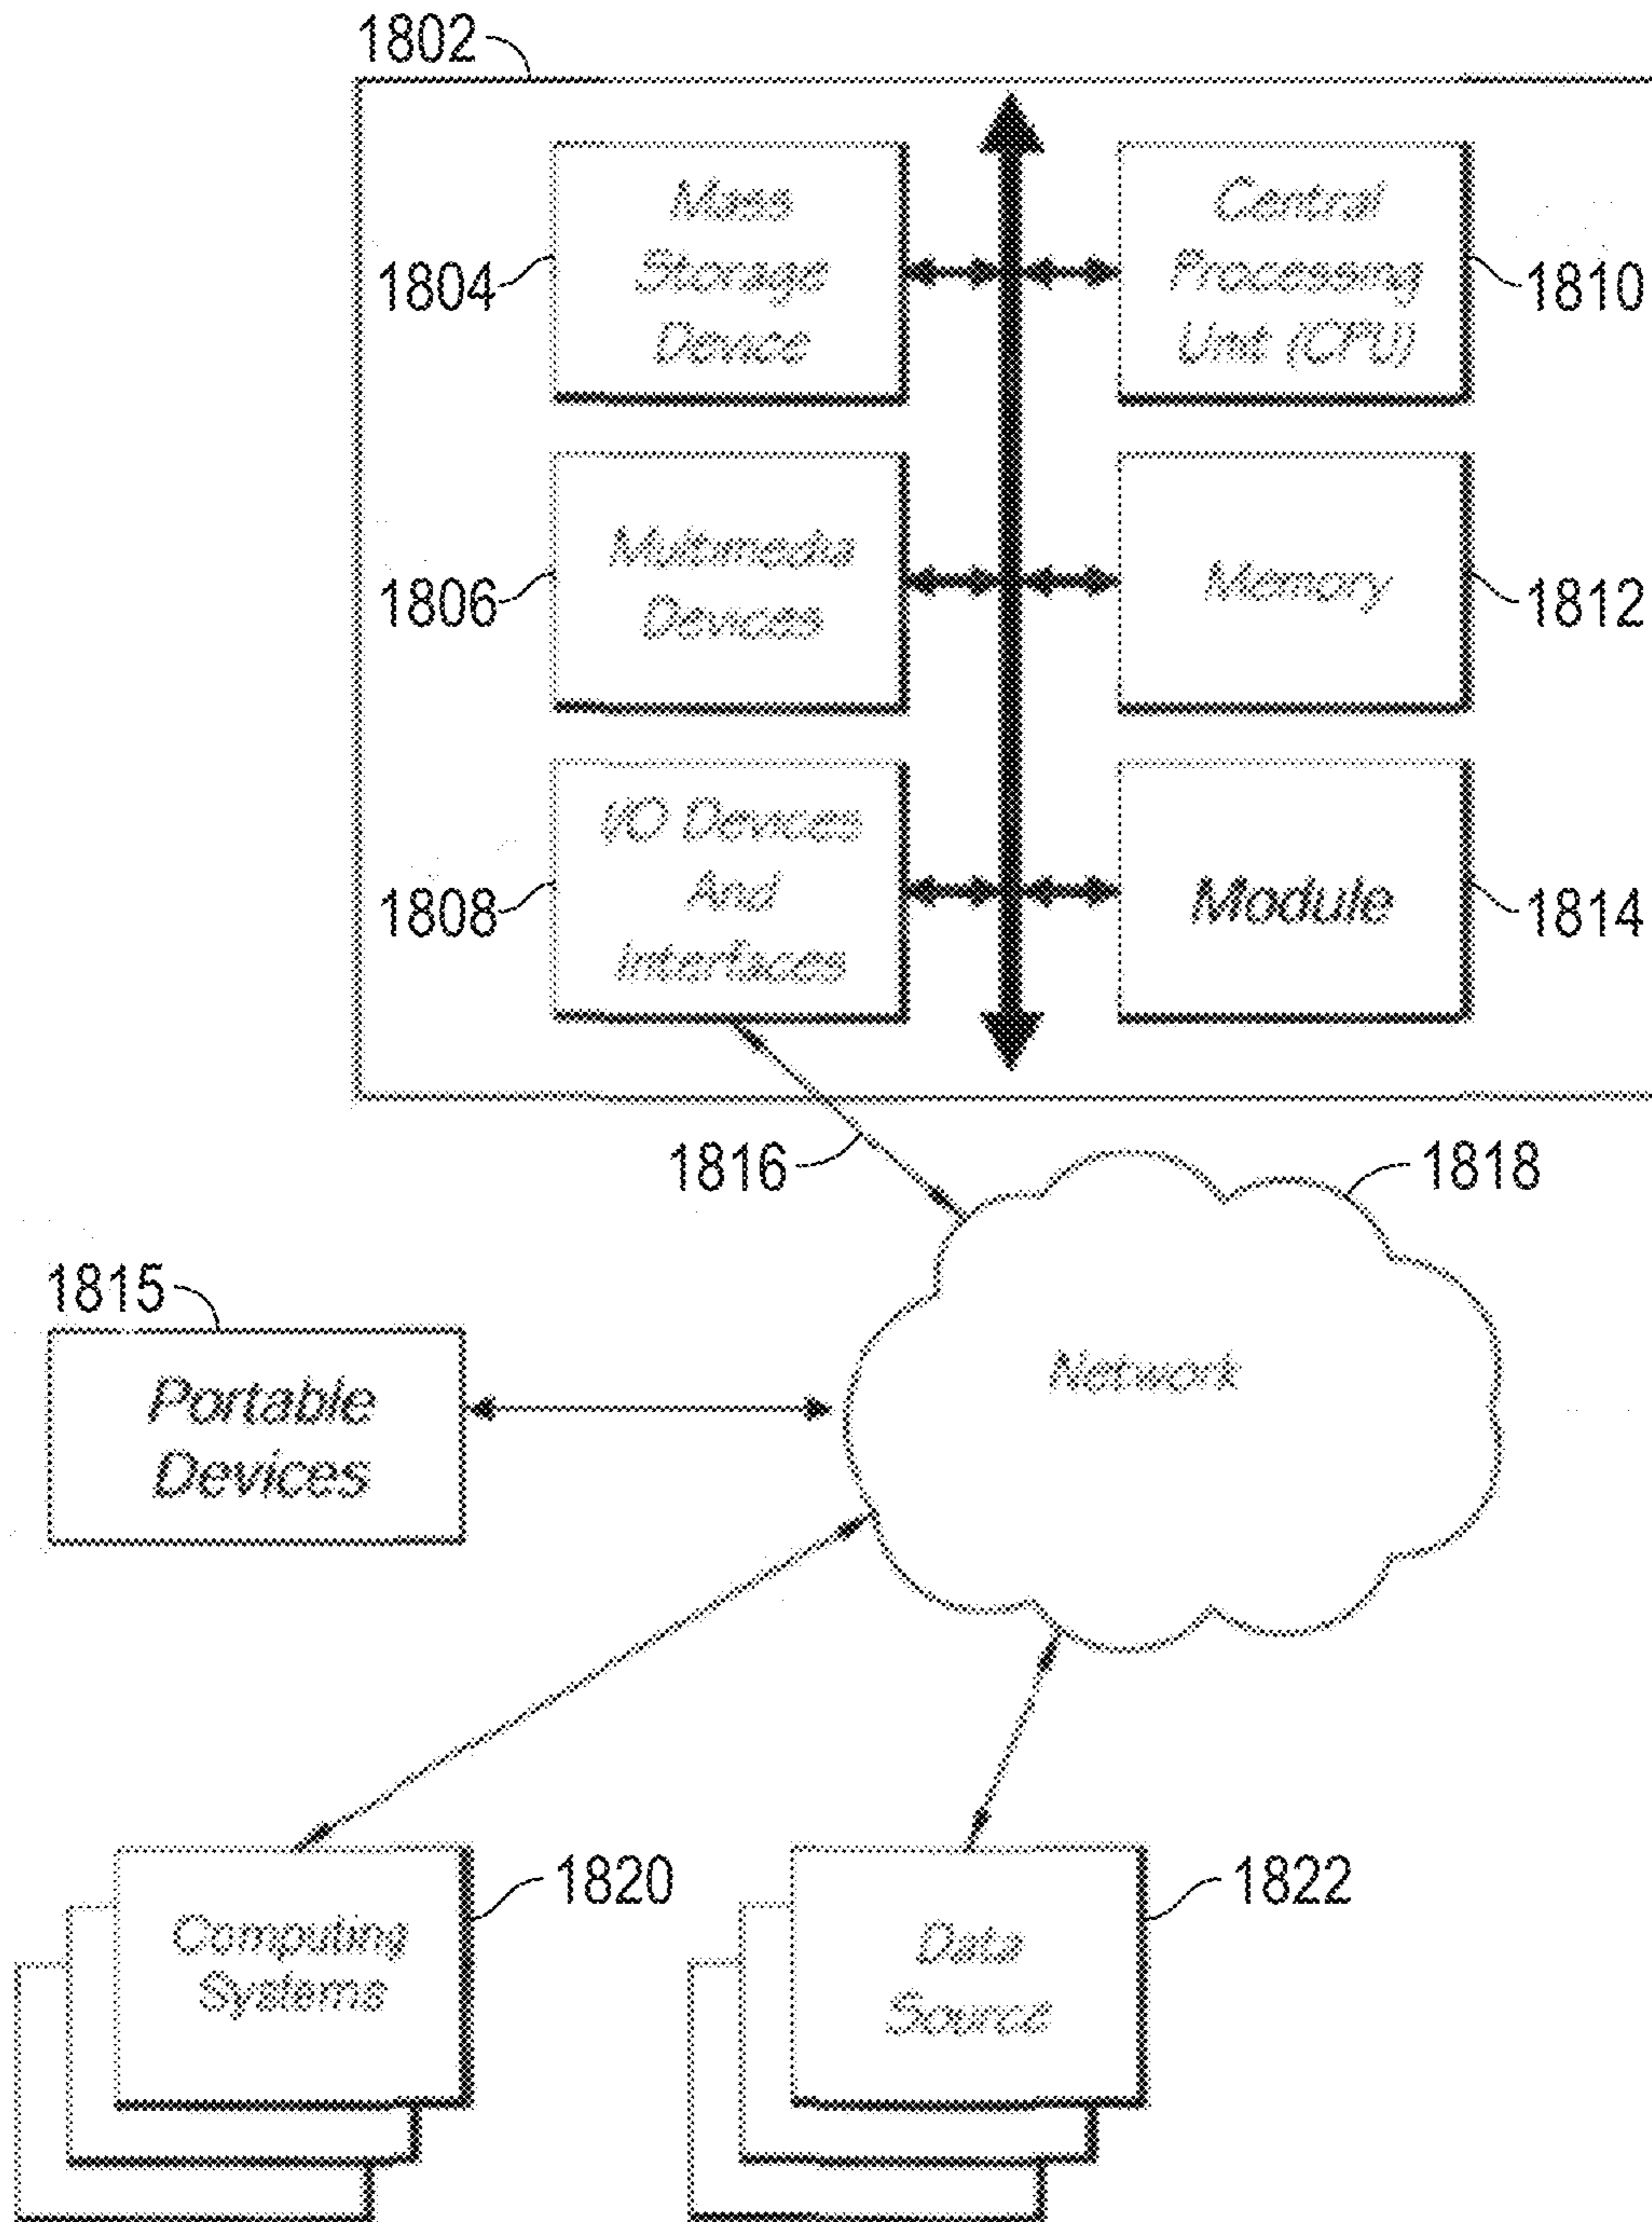 1802
Mass
Storage
Device
1804
Central
Processing
Unit (CPU)
1810
Multimedia
Devices
1806
Memory
1812
I/O Devices
And
Interfaces
1808
Module
1814
1816
1818
1815
Portable
Devices
Network
Computing
Systems
1820
Data
Source
1822